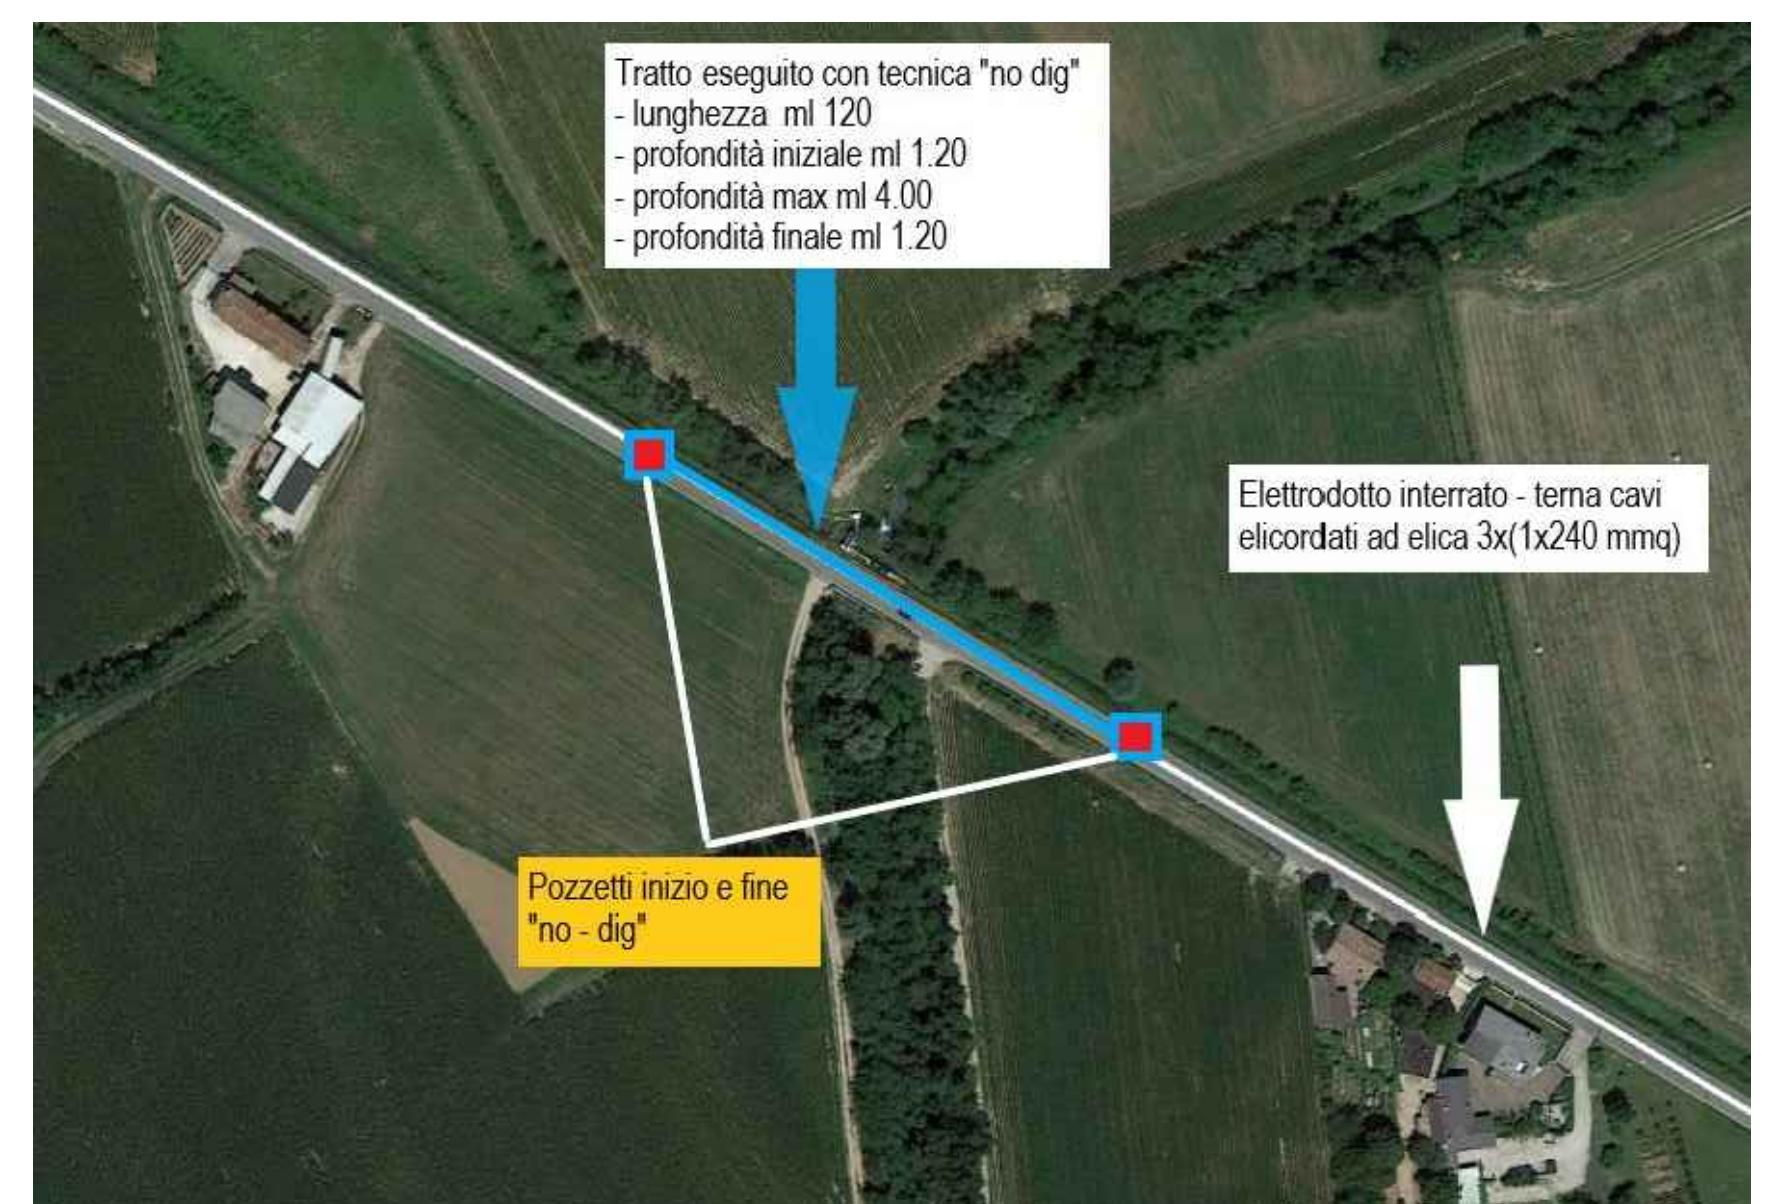 Tratto eseguito con tecnica "no dig"
- lunghezza ml 120
- profondità iniziale ml 1.20
- profondità max ml 4.00
- profondità finale ml 1.20
Elettrodotto interrato - terna cavi
elicordati ad elica 3x(1x240 mmq)
Pozzetti inizio e fine
"no - dig"